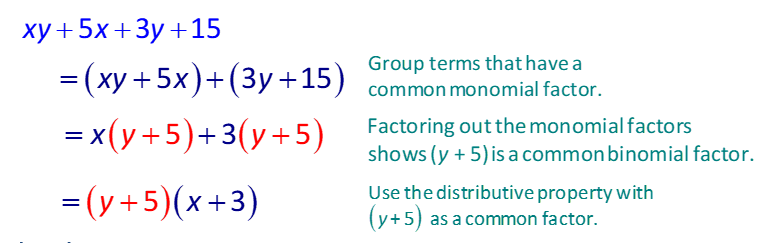 xy + 5x + 3y + 15
= (xy + 5x) + (3y + 15)
Group terms that have a
common monomial factor.
= x(y + 5) + 3(y + 5)
Factoring out the monomial factors
shows (y + 5) is a common binomial factor.
= (y + 5)(x + 3)
Use the distributive property with
(y + 5) as a common factor.